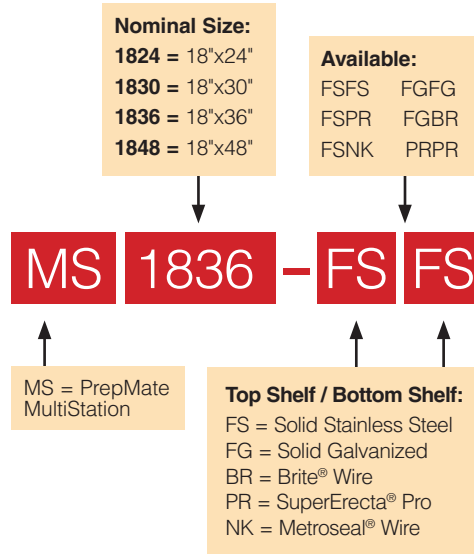 Nominal Size:
1824 = 18"x24"
1830 = 18"x30"
1836 = 18"x36"
1848 = 18"x48"
Available:
FSFS FGFG
FSPR FGBR
FSNK PRPR
MS 1836 – FS FS
MS = PrepMate
MultiStation
Top Shelf / Bottom Shelf:
FS = Solid Stainless Steel
FG = Solid Galvanized
BR = Brite® Wire
PR = SuperErecta® Pro
NK = Metroseal® Wire